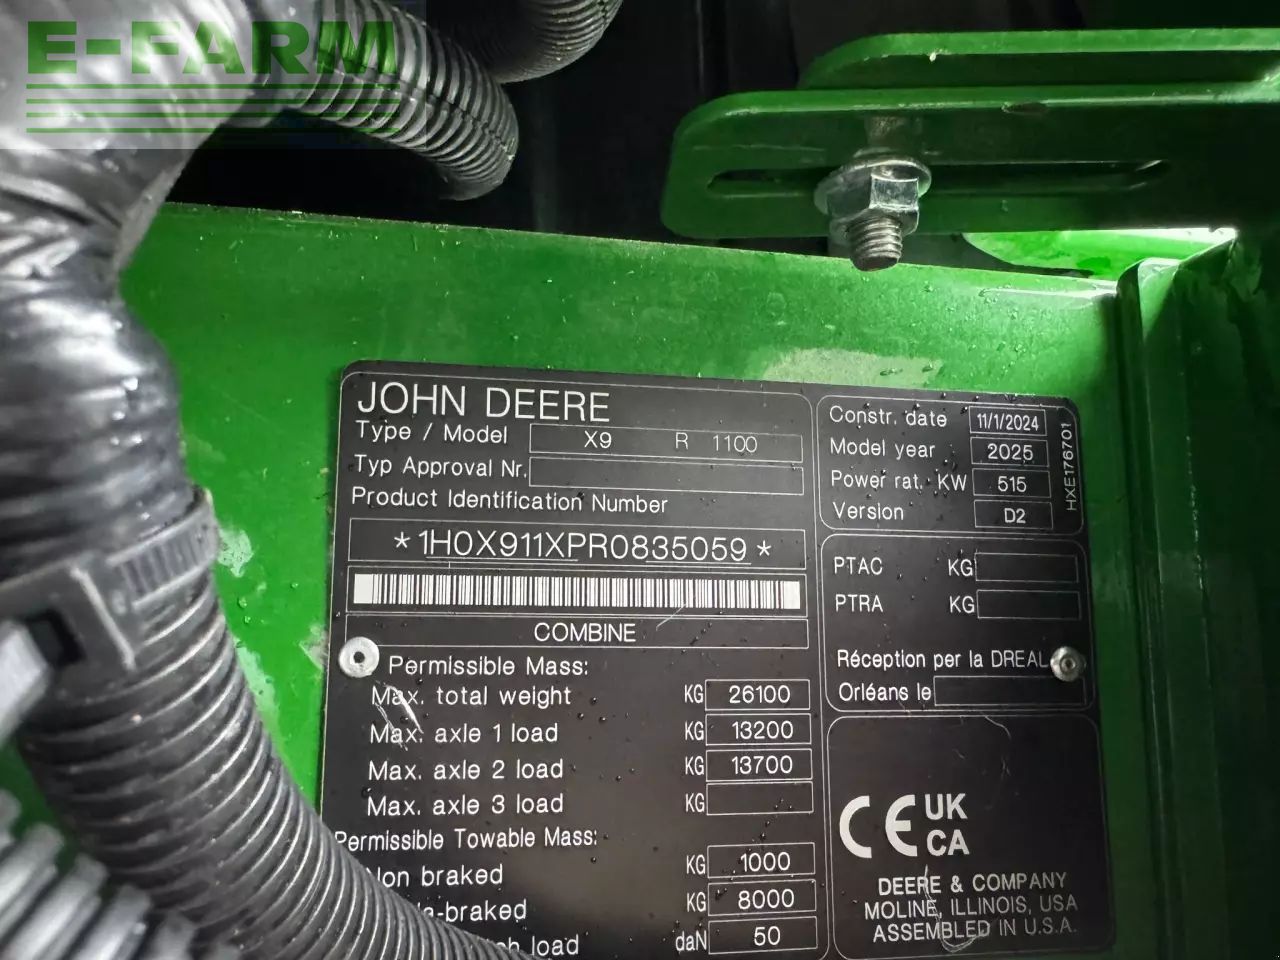 E-FARM
JOHN DEERE
Type / Model X9 R 1100
Typ Approval Nr.
Product Identification Number
*1H0X911XPR0835059*
COMBINE
Permissible Mass:
Max. total weight KG 26100
Max. axle 1 load KG 13200
Max. axle 2 load KG 13700
Max. axle 3 load KG
Permissible Towable Mass:
Non braked KG 1000
a-braked KG 8000
load daN 50
Constr. date 11/1/2024
Model year 2025
Power rat. KW 515
Version D2
HXE176701
PTAC KG
PTRA KG
Réception per la DREAL
Orléans le
CE UK
CA
DEERE & COMPANY
MOLINE, ILLINOIS, USA
ASSEMBLED IN U.S.A.